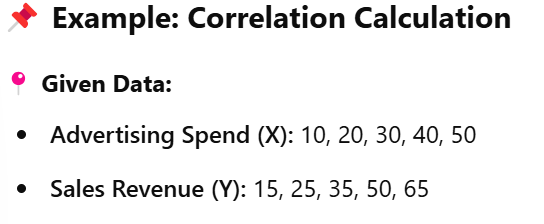 📌 Example: Correlation Calculation
📍 Given Data:
• Advertising Spend (X): 10, 20, 30, 40, 50
• Sales Revenue (Y): 15, 25, 35, 50, 65